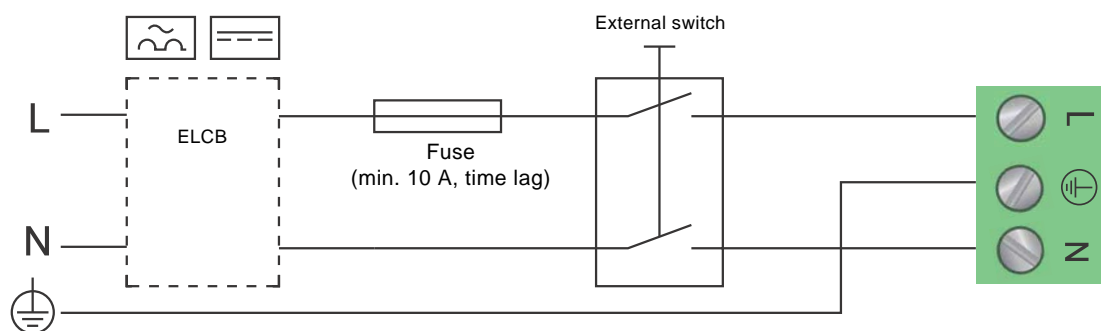 External switch
L
ELCB
Fuse
(min. 10 A, time lag)
N
L
N